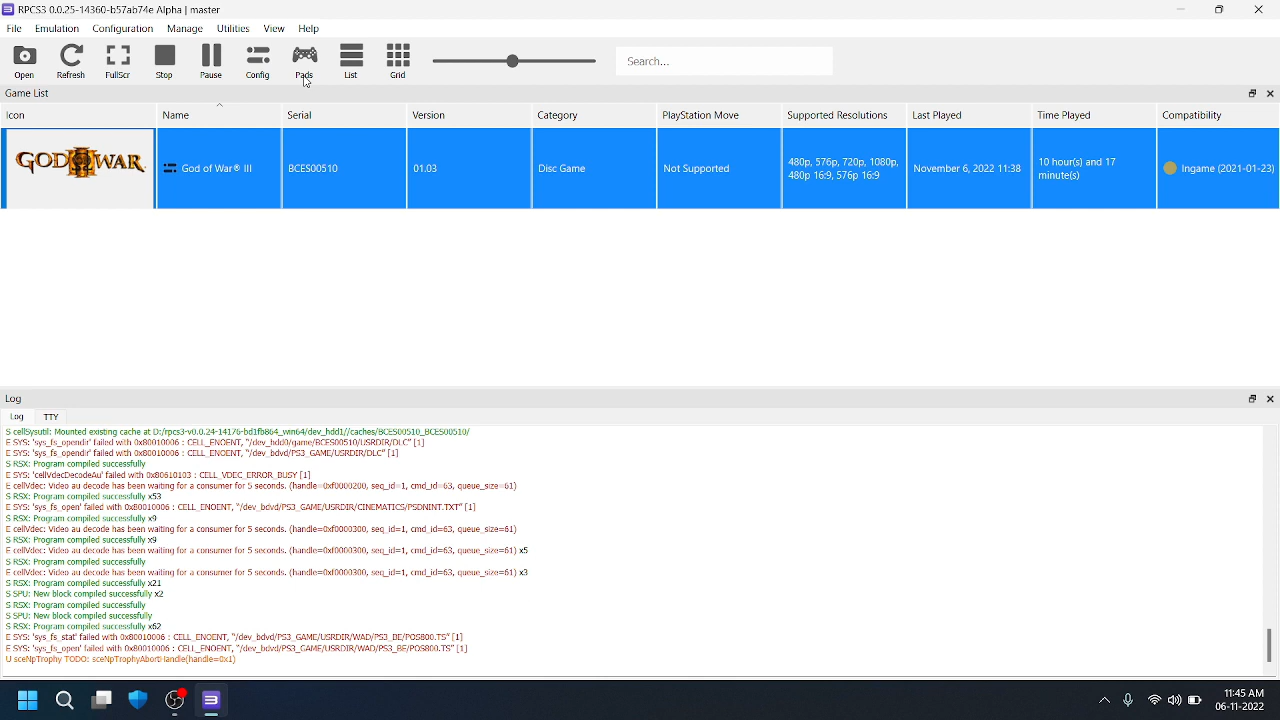 RPCS3 0.0.25-14360-b57ab74e Alpha | master
File Emulation Configuration Manage Utilities View Help
Open Refresh FullScr Stop Pause Config Pads List Grid Search...
Game List
Icon Name Serial Version Category PlayStation Move Supported Resolutions Last Played Time Played Compatibility
GOD III WAR God of War® III BCES00510 01.03 Disc Game Not Supported 480p, 576p, 720p, 1080p, 480p 16:9, 576p 16:9 November 6, 2022 11:38 10 hour(s) and 17 minute(s) Ingame (2021-01-23)
Log
Log TTY
S cellSysutil: Mounted existing cache at D:/rpcs3-v0.0.24-14176-bd1fb864_win64/dev_hdd1//caches/BCES00510_BCES00510/
E SYS: 'sys_fs_opendir' failed with 0x80010006 : CELL_ENOENT, "/dev_hdd0/game/BCES00510/USRDIR/DLC" [1]
E SYS: 'sys_fs_opendir' failed with 0x80010006 : CELL_ENOENT, "/dev_bdvd/PS3_GAME/USRDIR/DLC" [1]
S RSX: Program compiled successfully
E SYS: 'cellVdecDecodeAu' failed with 0x80610103 : CELL_VDEC_ERROR_BUSY [1]
E cellVdec: Video au decode has been waiting for a consumer for 5 seconds. (handle=0xf0000200, seq_id=1, cmd_id=63, queue_size=61)
S RSX: Program compiled successfully x53
E SYS: 'sys_fs_open' failed with 0x80010006 : CELL_ENOENT, "/dev_bdvd/PS3_GAME/USRDIR/CINEMATICS/PSDNINT.TXT" [1]
S RSX: Program compiled successfully x9
E cellVdec: Video au decode has been waiting for a consumer for 5 seconds. (handle=0xf0000300, seq_id=1, cmd_id=63, queue_size=61)
S RSX: Program compiled successfully x9
E cellVdec: Video au decode has been waiting for a consumer for 5 seconds. (handle=0xf0000300, seq_id=1, cmd_id=63, queue_size=61) x5
S RSX: Program compiled successfully
E cellVdec: Video au decode has been waiting for a consumer for 5 seconds. (handle=0xf0000300, seq_id=1, cmd_id=63, queue_size=61) x3
S RSX: Program compiled successfully x21
S SPU: New block compiled successfully x2
S RSX: Program compiled successfully
S SPU: New block compiled successfully
S RSX: Program compiled successfully x62
E SYS: 'sys_fs_stat' failed with 0x80010006 : CELL_ENOENT, "/dev_bdvd/PS3_GAME/USRDIR/WAD/PS3_BE/POS800.TS" [1]
E SYS: 'sys_fs_open' failed with 0x80010006 : CELL_ENOENT, "/dev_bdvd/PS3_GAME/USRDIR/WAD/PS3_BE/POS800.TS" [1]
U sceNpTrophy TODO: sceNpTrophyAbortHandle(handle=0x1)
11:45 AM
06-11-2022